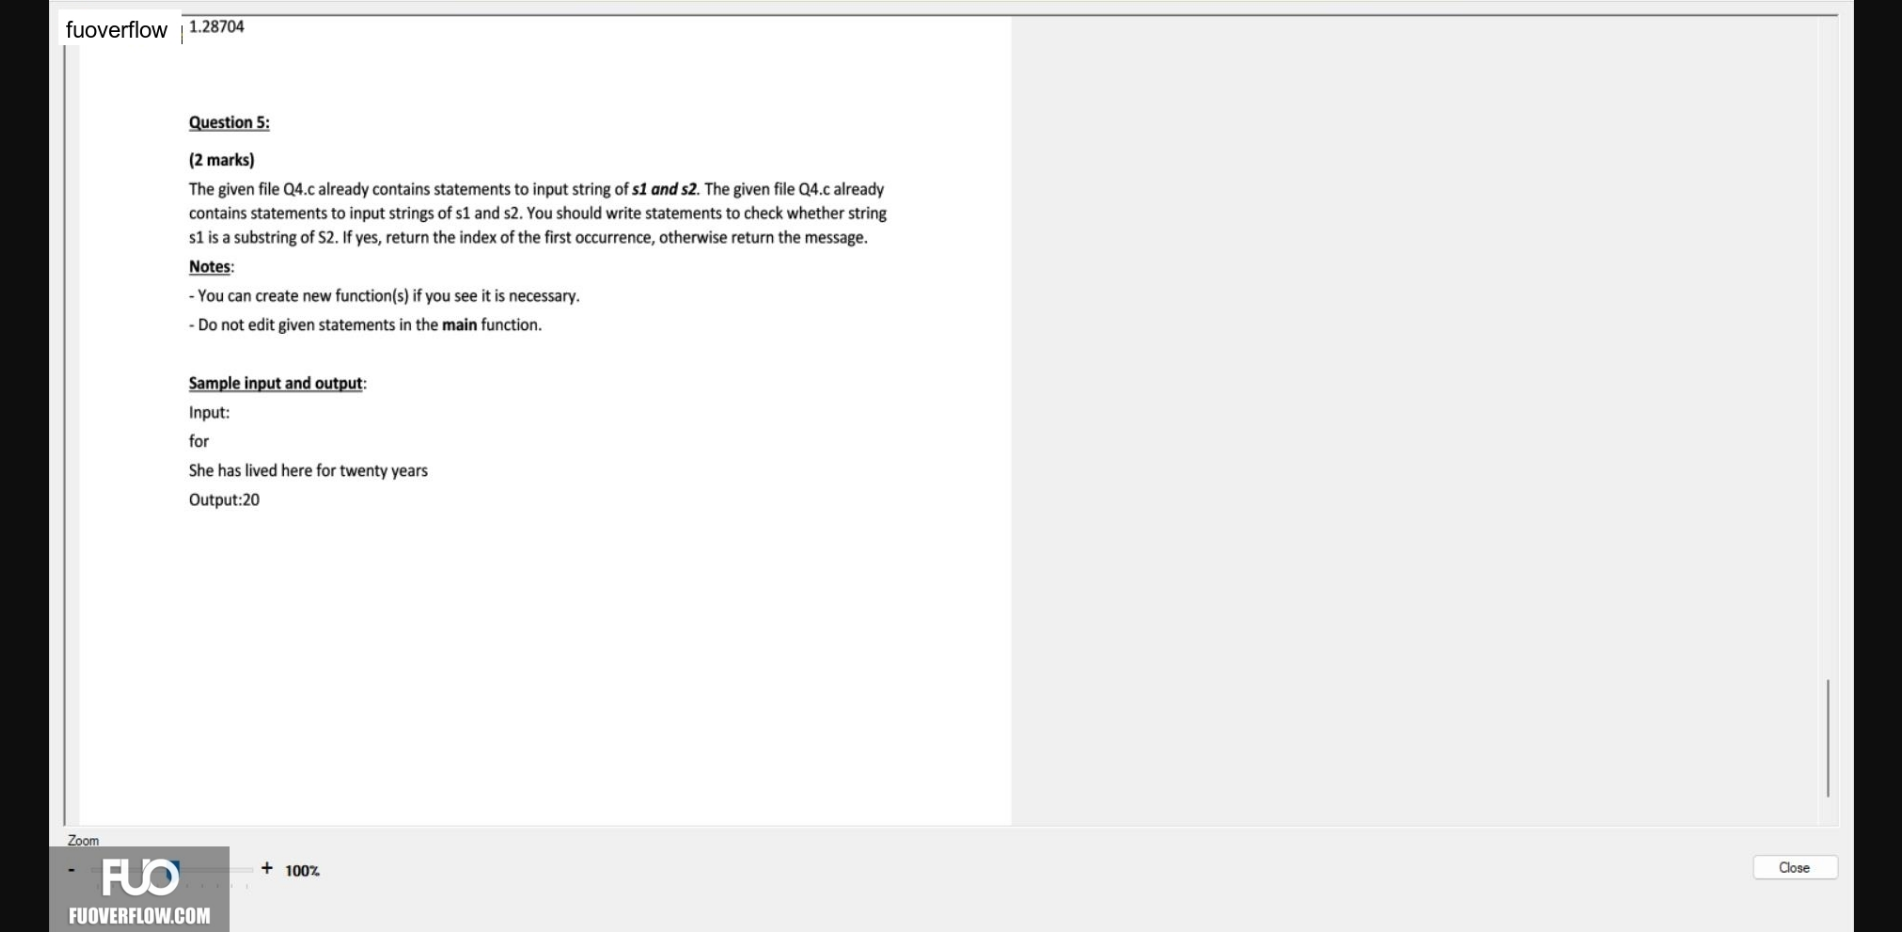 fuoverflow
1.28704
Question 5:
(2 marks)
The given file Q4.c already contains statements to input string of s1 and s2. The given file Q4.c already
contains statements to input strings of s1 and s2. You should write statements to check whether string
s1 is a substring of S2. If yes, return the index of the first occurrence, otherwise return the message.
Notes:
- You can create new function(s) if you see it is necessary.
- Do not edit given statements in the main function.
Sample input and output:
Input:
for
She has lived here for twenty years
Output:20
Zoom
- + 100%
Close
FUO
FUOVERFLOW.COM